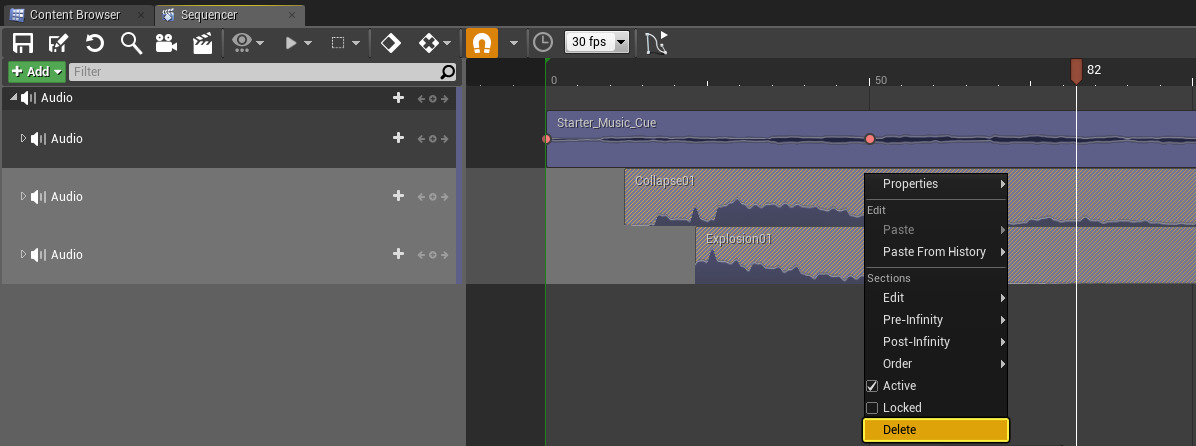 Content Browser
Sequencer
30 fps
Add
Filter
0
50
82
Audio
Audio
Starter_Music_Cue
Audio
Collapse01
Audio
Explosion01
Properties
Edit
Paste
Paste From History
Sections
Edit
Pre-Infinity
Post-Infinity
Order
Active
Locked
Delete